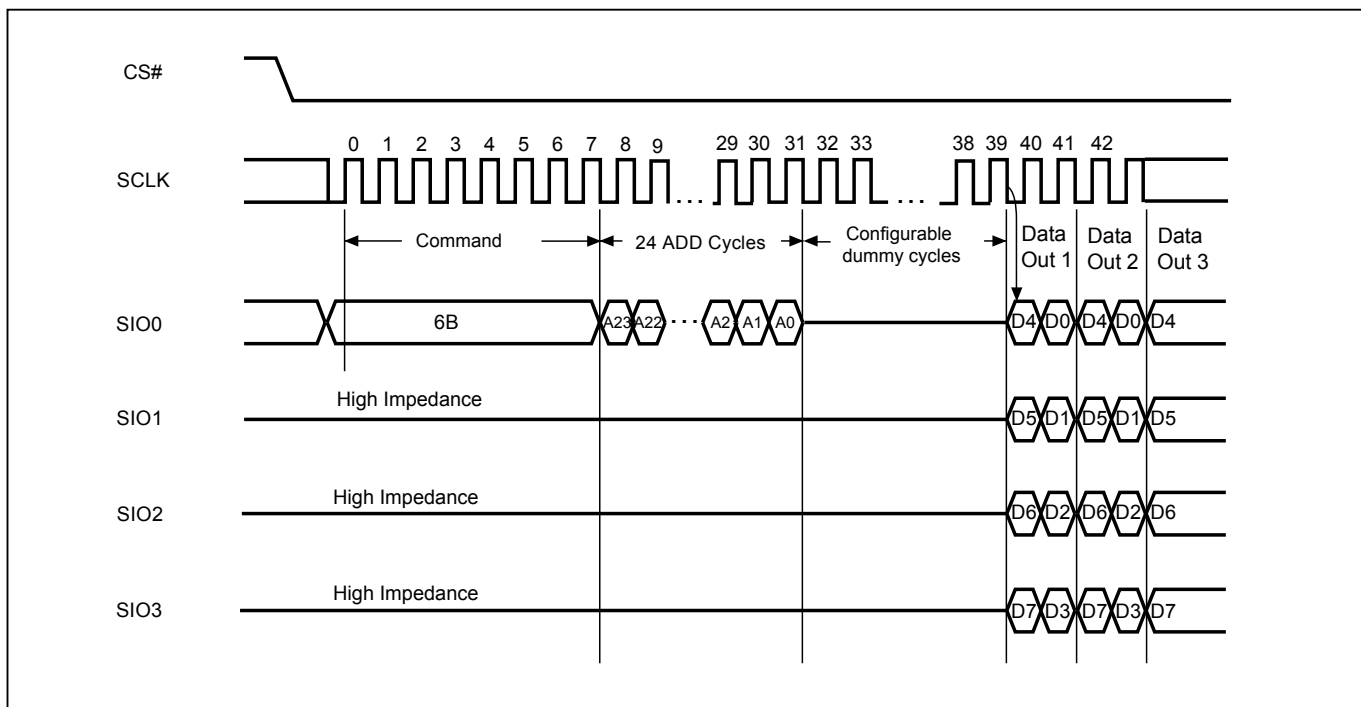 CS#
0 1 2 3 4 5 6 7 8 9 29 30 31 32 33 38 39 40 41 42
SCLK
Command
24 ADD Cycles
Configurable
dummy cycles
Data
Out 1
Data
Out 2
Data
Out 3
SIO0
6B
A23 A22 A2 A1 A0
D4 D0 D4 D0 D4
High Impedance
SIO1
D5 D1 D5 D1 D5
High Impedance
SIO2
D6 D2 D6 D2 D6
High Impedance
SIO3
D7 D3 D7 D3 D7